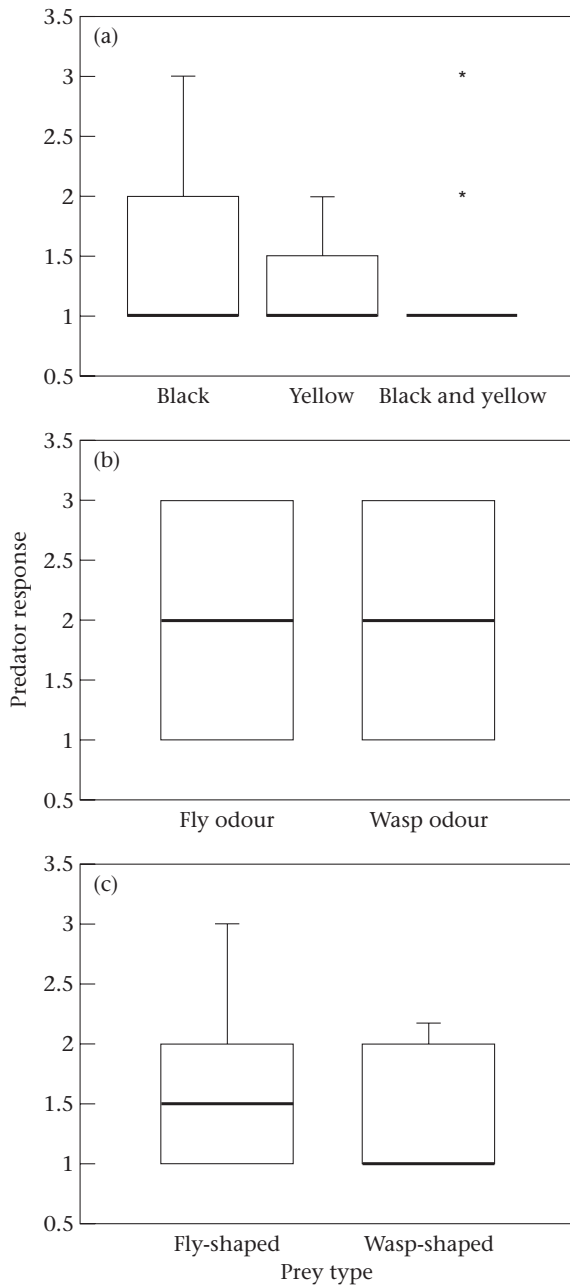 (a)
3.5
3
2.5
2
1.5
1
0.5
*
*
Black Yellow Black and yellow
(b)
3.5
3
2.5
2
1.5
1
0.5
Predator response
Fly odour Wasp odour
(c)
3.5
3
2.5
2
1.5
1
0.5
Fly-shaped Wasp-shaped
Prey type